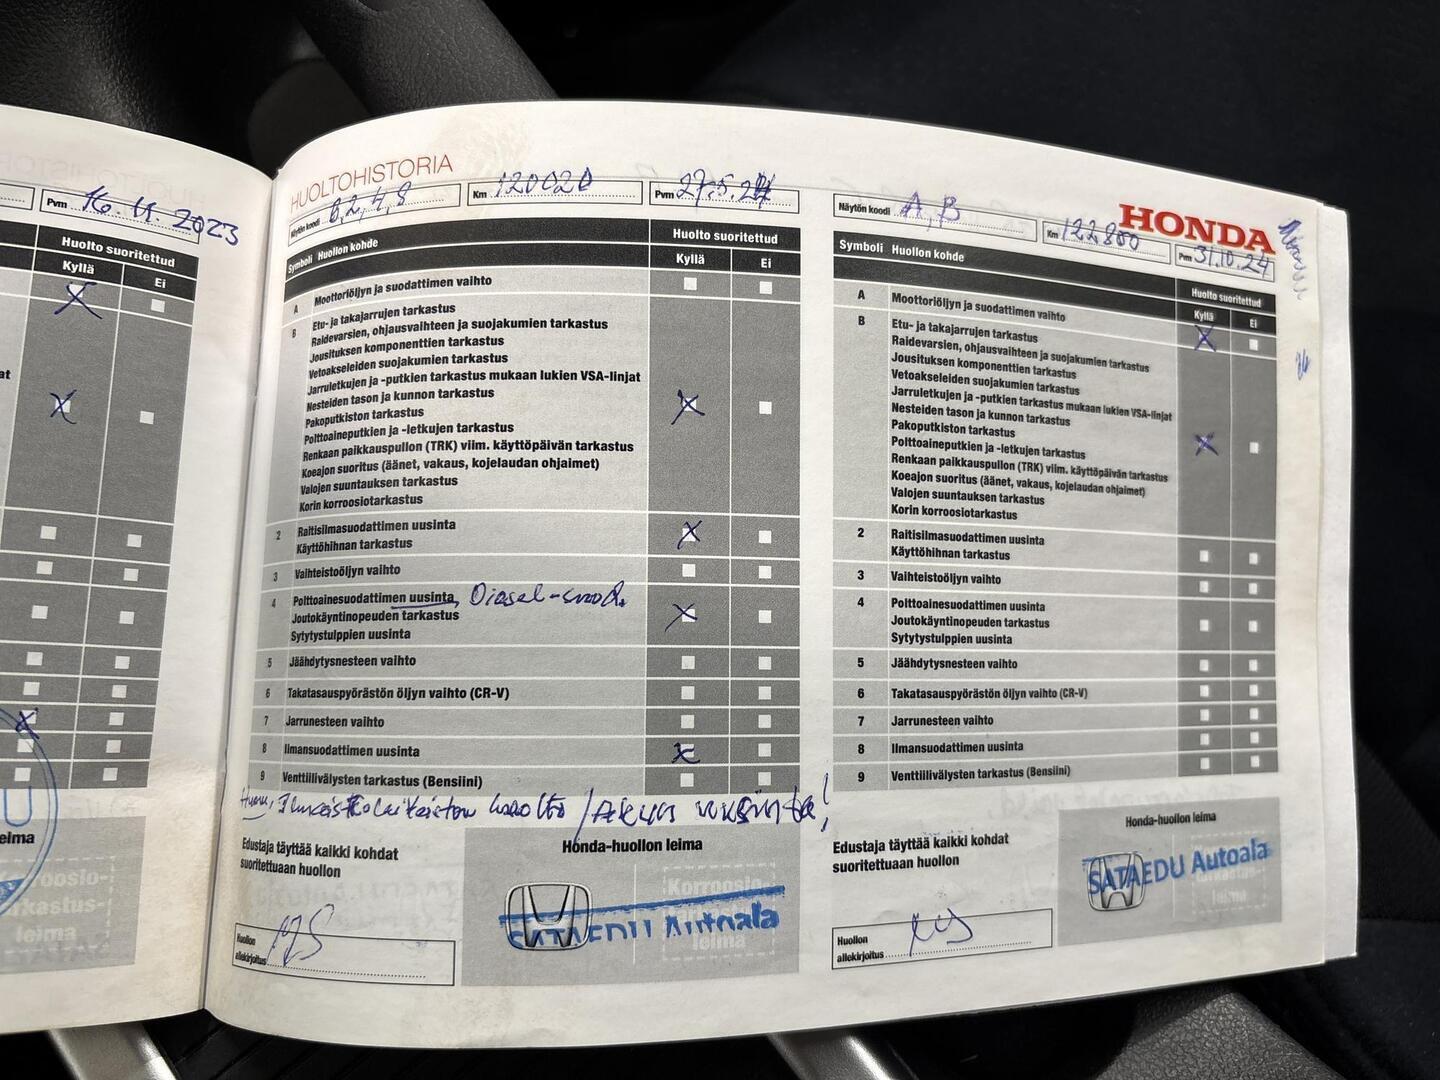 Pvm 16.11.2023
Huolto suoritettud
Kyllä Ei
at
eima
HUOLTOHISTORIA
Näytön koodi B,2,4,8 Km 120020 Pvm 27.5.24
Symboli Huollon kohde Huolto suoritettud
Kyllä Ei
A Moottoriöljyn ja suodattimen vaihto
B Etu- ja takajarrujen tarkastus
Raidevarsien, ohjausvaihteen ja suojakumien tarkastus
Jousituksen komponenttien tarkastus
Vetoakseleiden suojakumien tarkastus
Jarruletkujen ja -putkien tarkastus mukaan lukien VSA-linjat
Nesteiden tason ja kunnon tarkastus
Pakoputkiston tarkastus
Polttoaineputkien ja -letkujen tarkastus
Renkaan paikkauspullon (TRK) viim. käyttöpäivän tarkastus
Koeajon suoritus (äänet, vakaus, kojelaudan ohjaimet)
Valojen suuntauksen tarkastus
Korin korroosiotarkastus
2 Raitisilmasuodattimen uusinta
Käyttöhihnan tarkastus
3 Vaihteistoöljyn vaihto
4 Polttoainesuodattimen uusinta, Diesel-suod.
Joutokäyntinopeuden tarkastus
Sytytystulppien uusinta
5 Jäähdytysnesteen vaihto
6 Takatasauspyörästön öljyn vaihto (CR-V)
7 Jarrunesteen vaihto
8 Ilmansuodattimen uusinta
9 Venttiilivälysten tarkastus (Bensiini)
Huom, Ilmastointilaitteiston huolto / Akun uusinta!
Edustaja täyttää kaikki kohdat
suoritettuaan huollon
Honda-huollon leima
Huollon
allekirjoitus
SATAEDU Autoala
HONDA
Näytön koodi A,B Km 122800 Pvm 31.10.24
Symboli Huollon kohde Huolto suoritettud
Kyllä Ei
A Moottoriöljyn ja suodattimen vaihto
B Etu- ja takajarrujen tarkastus
Raidevarsien, ohjausvaihteen ja suojakumien tarkastus
Jousituksen komponenttien tarkastus
Vetoakseleiden suojakumien tarkastus
Jarruletkujen ja -putkien tarkastus mukaan lukien VSA-linjat
Nesteiden tason ja kunnon tarkastus
Pakoputkiston tarkastus
Polttoaineputkien ja -letkujen tarkastus
Renkaan paikkauspullon (TRK) viim. käyttöpäivän tarkastus
Koeajon suoritus (äänet, vakaus, kojelaudan ohjaimet)
Valojen suuntauksen tarkastus
Korin korroosiotarkastus
2 Raitisilmasuodattimen uusinta
Käyttöhihnan tarkastus
3 Vaihteistoöljyn vaihto
4 Polttoainesuodattimen uusinta
Joutokäyntinopeuden tarkastus
Sytytystulppien uusinta
5 Jäähdytysnesteen vaihto
6 Takatasauspyörästön öljyn vaihto (CR-V)
7 Jarrunesteen vaihto
8 Ilmansuodattimen uusinta
9 Venttiilivälysten tarkastus (Bensiini)
Edustaja täyttää kaikki kohdat
suoritettuaan huollon
Honda-huollon leima
Huollon
allekirjoitus
SATAEDU Autoala